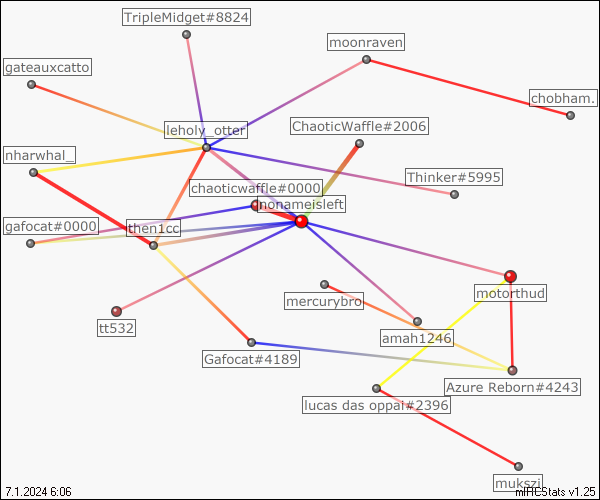 TripleMidget#8824
moonraven
gateauxcatto
chobham.
leholy_otter
ChaoticWaffle#2006
nharwhal_
Thinker#5995
chaoticwaffle#0000
nonameisleft
gafocat#0000
then1cc
motorthud
mercurybro
tt532
amah1246
Gafocat#4189
Azure Reborn#4243
lucas das oppai#2396
mukszi
7.1.2024 6:06
mIRCStats v1.25